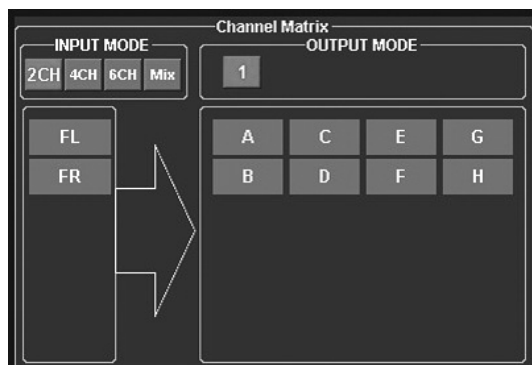 Channel Matrix
INPUT MODE
OUTPUT MODE
2CH 4CH 6CH Mix
1
FL
FR
A C E G
B D F H